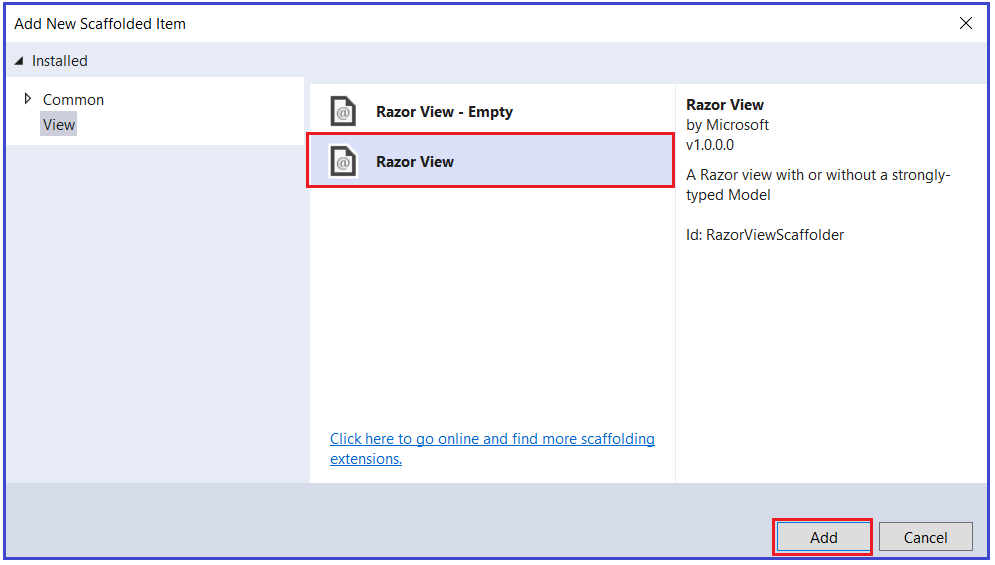 Add New Scaffolded Item
Installed
Common
View
Razor View - Empty
Razor View
Click here to go online and find more scaffolding
extensions.
Razor View
by Microsoft
v1.0.0.0
A Razor view with or without a strongly-
typed Model
Id: RazorViewScaffolder
Add
Cancel